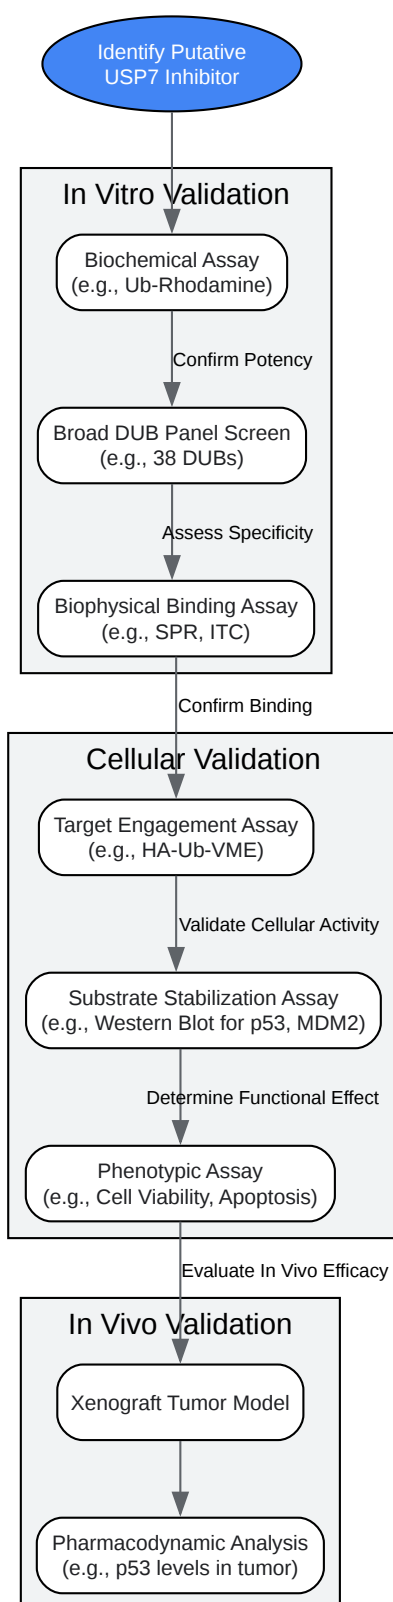 Identify Putative
USP7 Inhibitor
In Vitro Validation
Biochemical Assay
(e.g., Ub-Rhodamine)
Confirm Potency
Broad DUB Panel Screen
(e.g., 38 DUBs)
Assess Specificity
Biophysical Binding Assay
(e.g., SPR, ITC)
Confirm Binding
Cellular Validation
Target Engagement Assay
(e.g., HA-Ub-VME)
Validate Cellular Activity
Substrate Stabilization Assay
(e.g., Western Blot for p53, MDM2)
Determine Functional Effect
Phenotypic Assay
(e.g., Cell Viability, Apoptosis)
Evaluate In Vivo Efficacy
In Vivo Validation
Xenograft Tumor Model
Pharmacodynamic Analysis
(e.g., p53 levels in tumor)